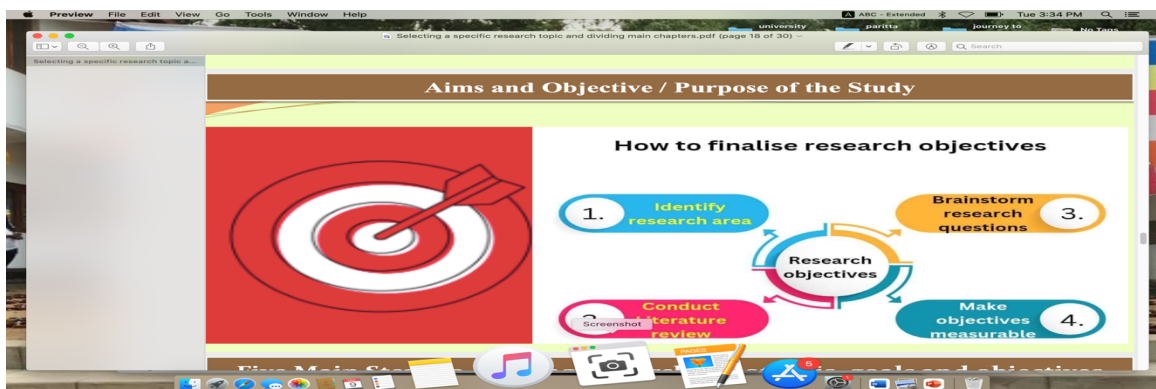 Preview File Edit View Go Tools Window Help
A ABC - Extended Tue 3:34 PM
university paritta journey to No Tags
Selecting a specific research topic and dividing main chapters.pdf (page 18 of 30)
Search
Selecting a specific research topic a...
Aims and Objective / Purpose of the Study
How to finalise research objectives
1.
Identify
research area
Brainstorm
research
questions
3.
Research
objectives
Conduct
Literature
review
Screenshot
Make
objectives
measurable
4.
PAGES
5
9